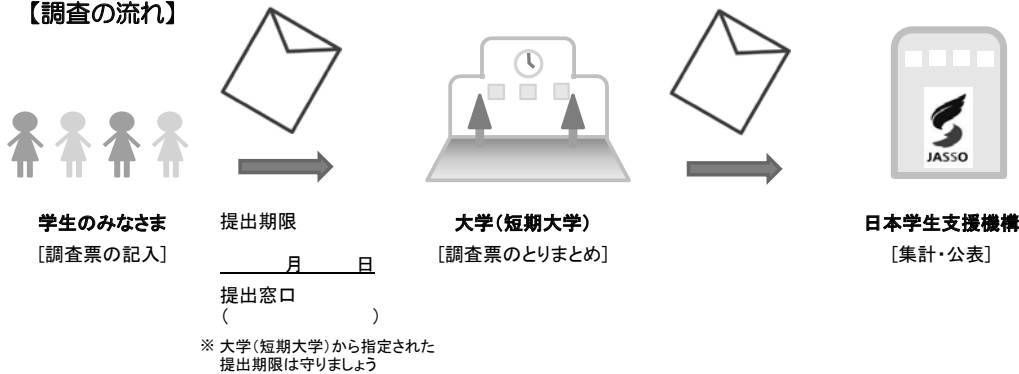 【調査の流れ】
JASSO
学生のみなさま
[調査票の記入]
提出期限
月 日
提出窓口
( )
※ 大学(短期大学)から指定された
提出期限は守りましょう
大学(短期大学)
[調査票のとりまとめ]
日本学生支援機構
[集計・公表]